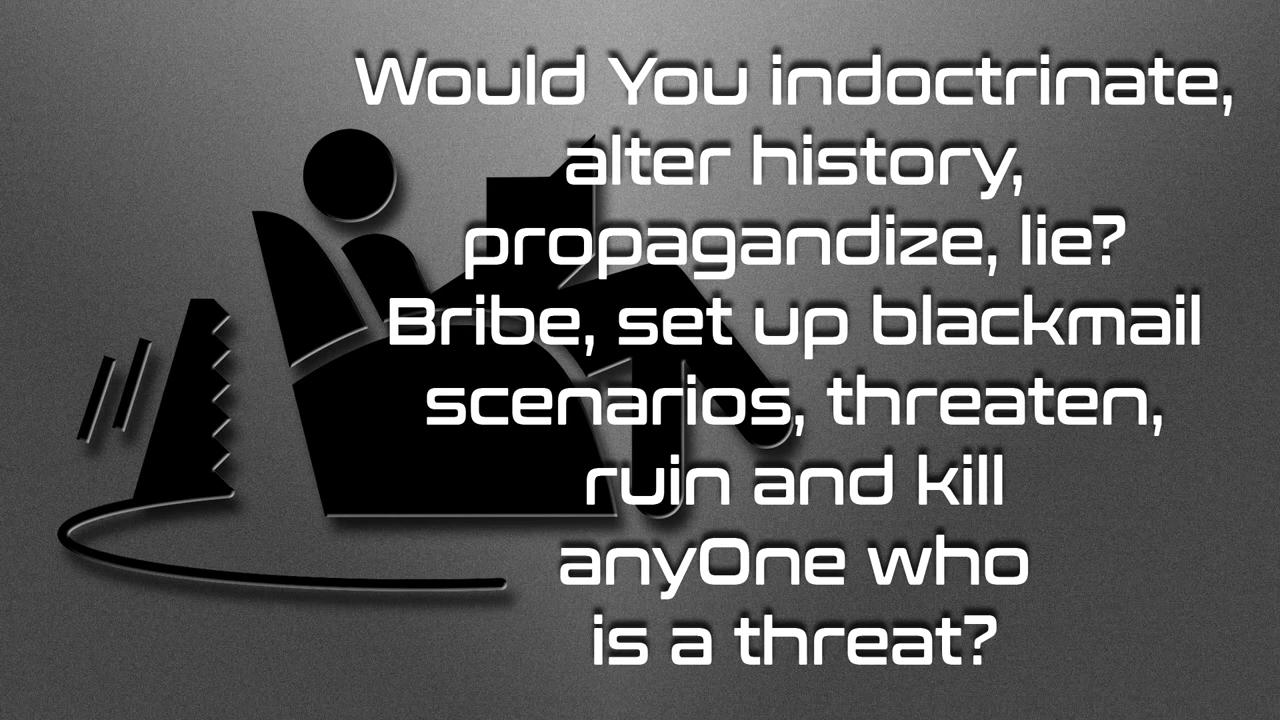 Would You indoctrinate,
alter history,
propagandize, lie?
Bribe, set up blackmail
scenarios, threaten,
ruin and kill
anyOne who
is a threat?